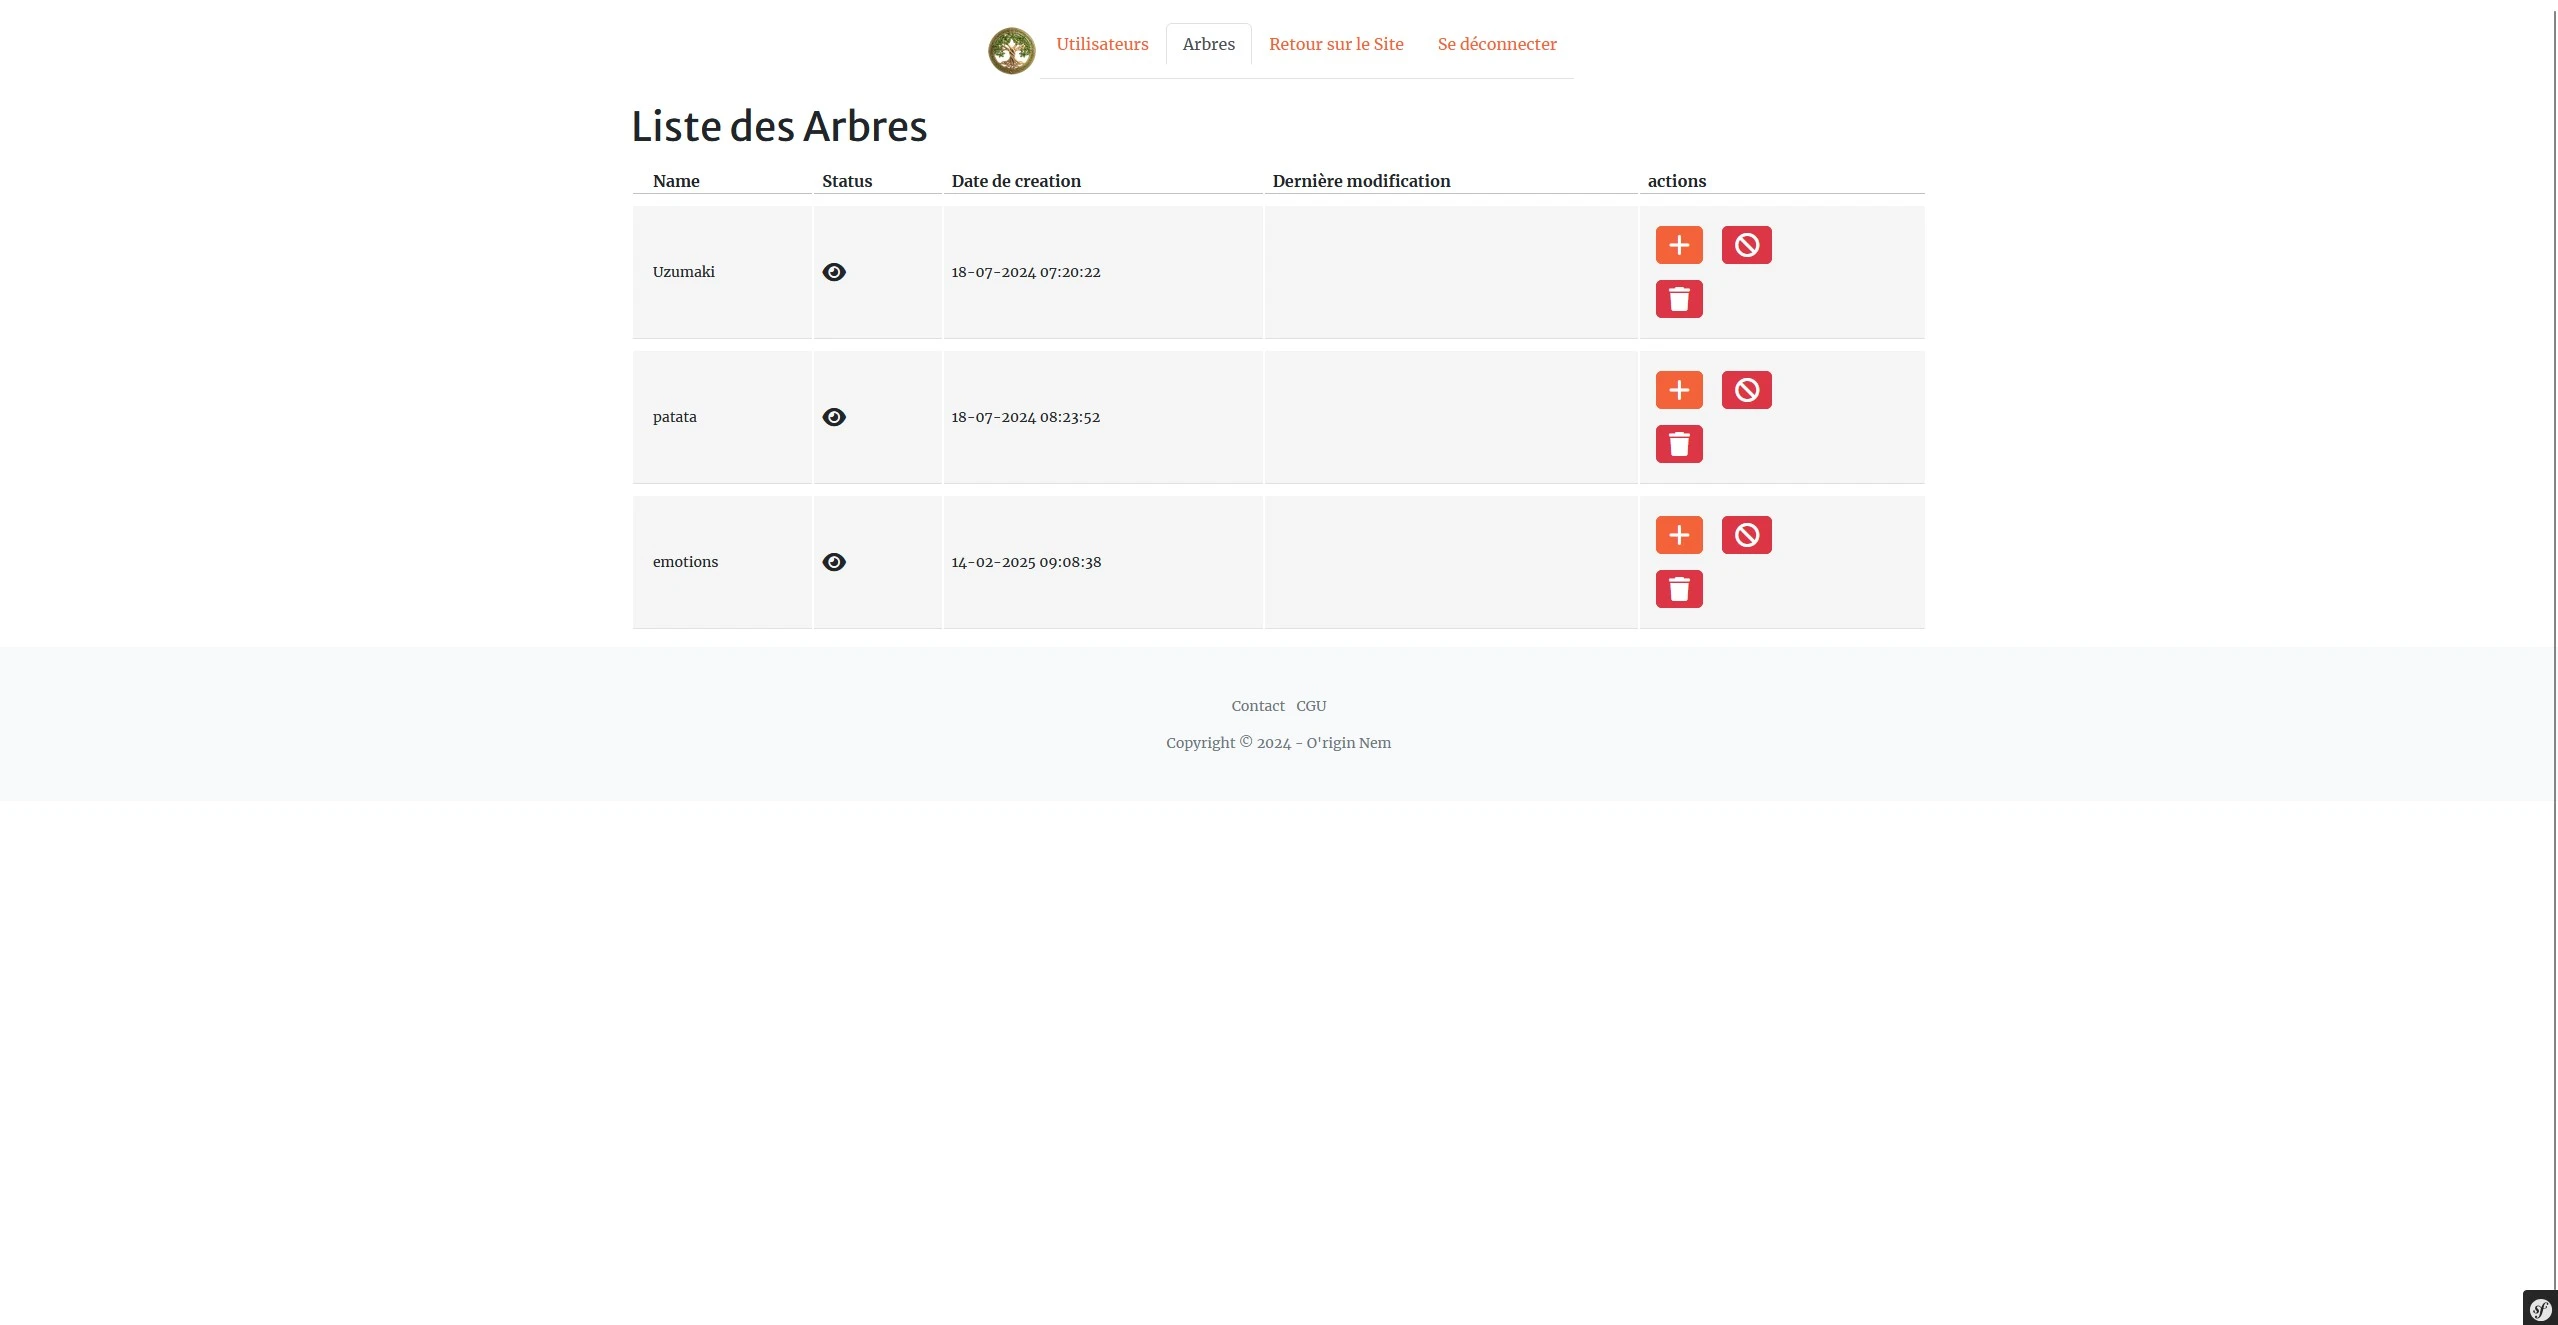 Utilisateurs Arbres Retour sur le Site Se déconnecter
Liste des Arbres
Name Status Date de creation Dernière modification actions
Uzumaki 18-07-2024 07:20:22
patata 18-07-2024 08:23:52
emotions 14-02-2025 09:08:38
Contact CGU
Copyright © 2024 - O'rigin Nem
sf